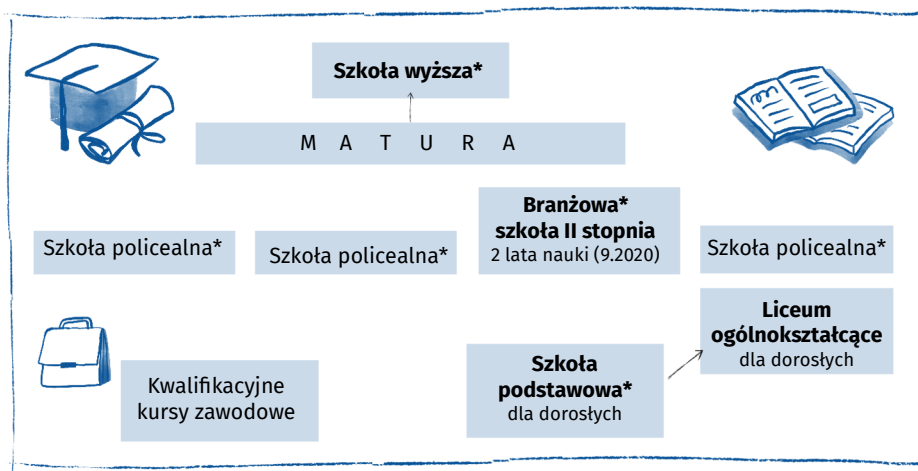 Szkoła wyższa*
M A T U R A
Branżowa*
szkoła II stopnia
2 lata nauki (9.2020)
Szkoła policealna*
Szkoła policealna*
Szkoła policealna*
Liceum
ogólnokształcące
dla dorosłych
Szkoła
podstawowa*
dla dorosłych
Kwalifikacyjne
kursy zawodowe